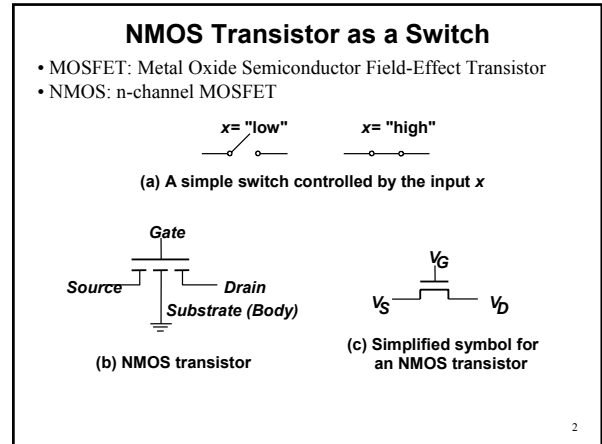 NMOS Transistor as a Switch
• MOSFET: Metal Oxide Semiconductor Field-Effect Transistor
• NMOS: n-channel MOSFET
x= "low" x= "high"
(a) A simple switch controlled by the input x
Gate
Source Drain
Substrate (Body)
(b) NMOS transistor
VG
VS VD
(c) Simplified symbol for
an NMOS transistor
2